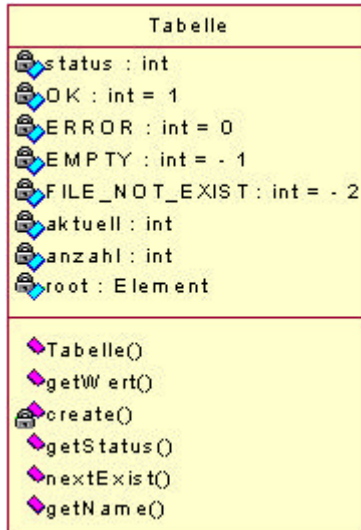 Tabelle
status : int
OK : int = 1
ERROR : int = 0
EMPTY : int = - 1
FILE_NOT_EXIST : int = - 2
aktuell : int
anzahl : int
root : Element
Tabelle()
getWert()
create()
getStatus()
nextExist()
getName()